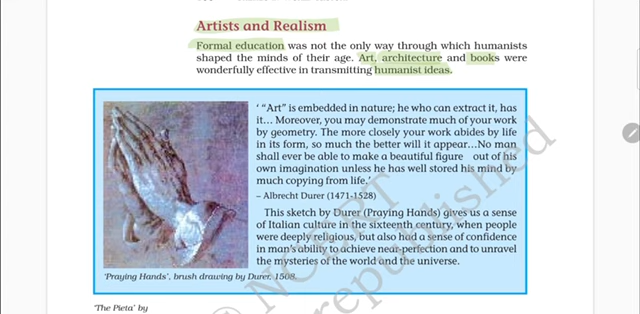 Artists and Realism
Formal education was not the only way through which humanists
shaped the minds of their age. Art, architecture and books were
wonderfully effective in transmitting humanist ideas.
‘ “Art” is embedded in nature; he who can extract it, has
it… Moreover, you may demonstrate much of your work
by geometry. The more closely your work abides by life
in its form, so much the better will it appear…No man
shall ever be able to make a beautiful figure out of his
own imagination unless he has well stored his mind by
much copying from life.’
– Albrecht Durer (1471-1528)
This sketch by Durer (Praying Hands) gives us a sense
of Italian culture in the sixteenth century, when people
were deeply religious, but also had a sense of confidence
in man’s ability to achieve near-perfection and to unravel
the mysteries of the world and the universe.
‘Praying Hands’, brush drawing by Durer, 1508.
‘The Pieta’ by
© NCERT
republished